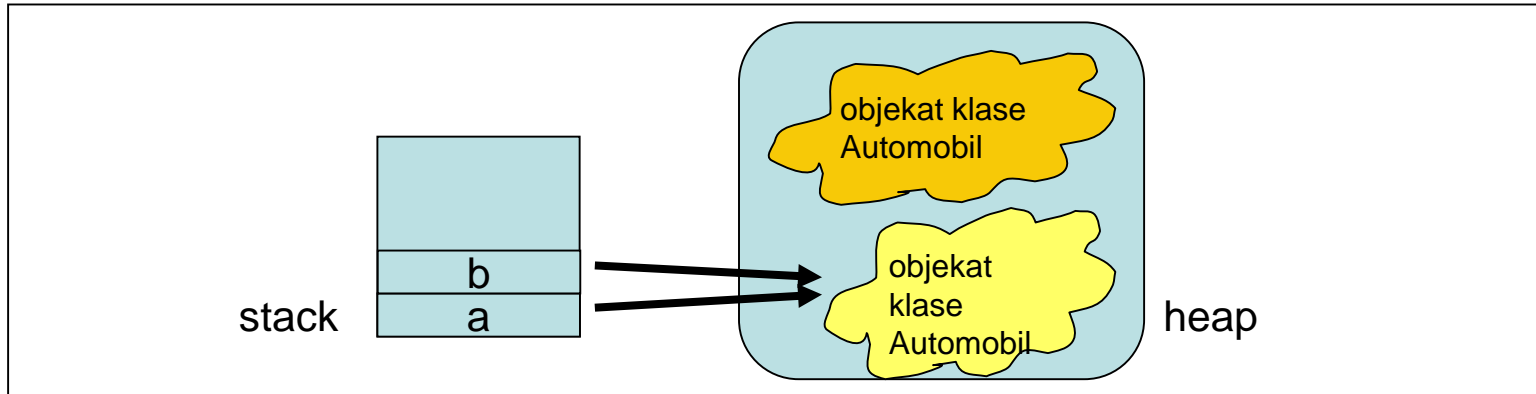 objekat klase
Automobil
b
a
stack
objekat
klase
Automobil
heap